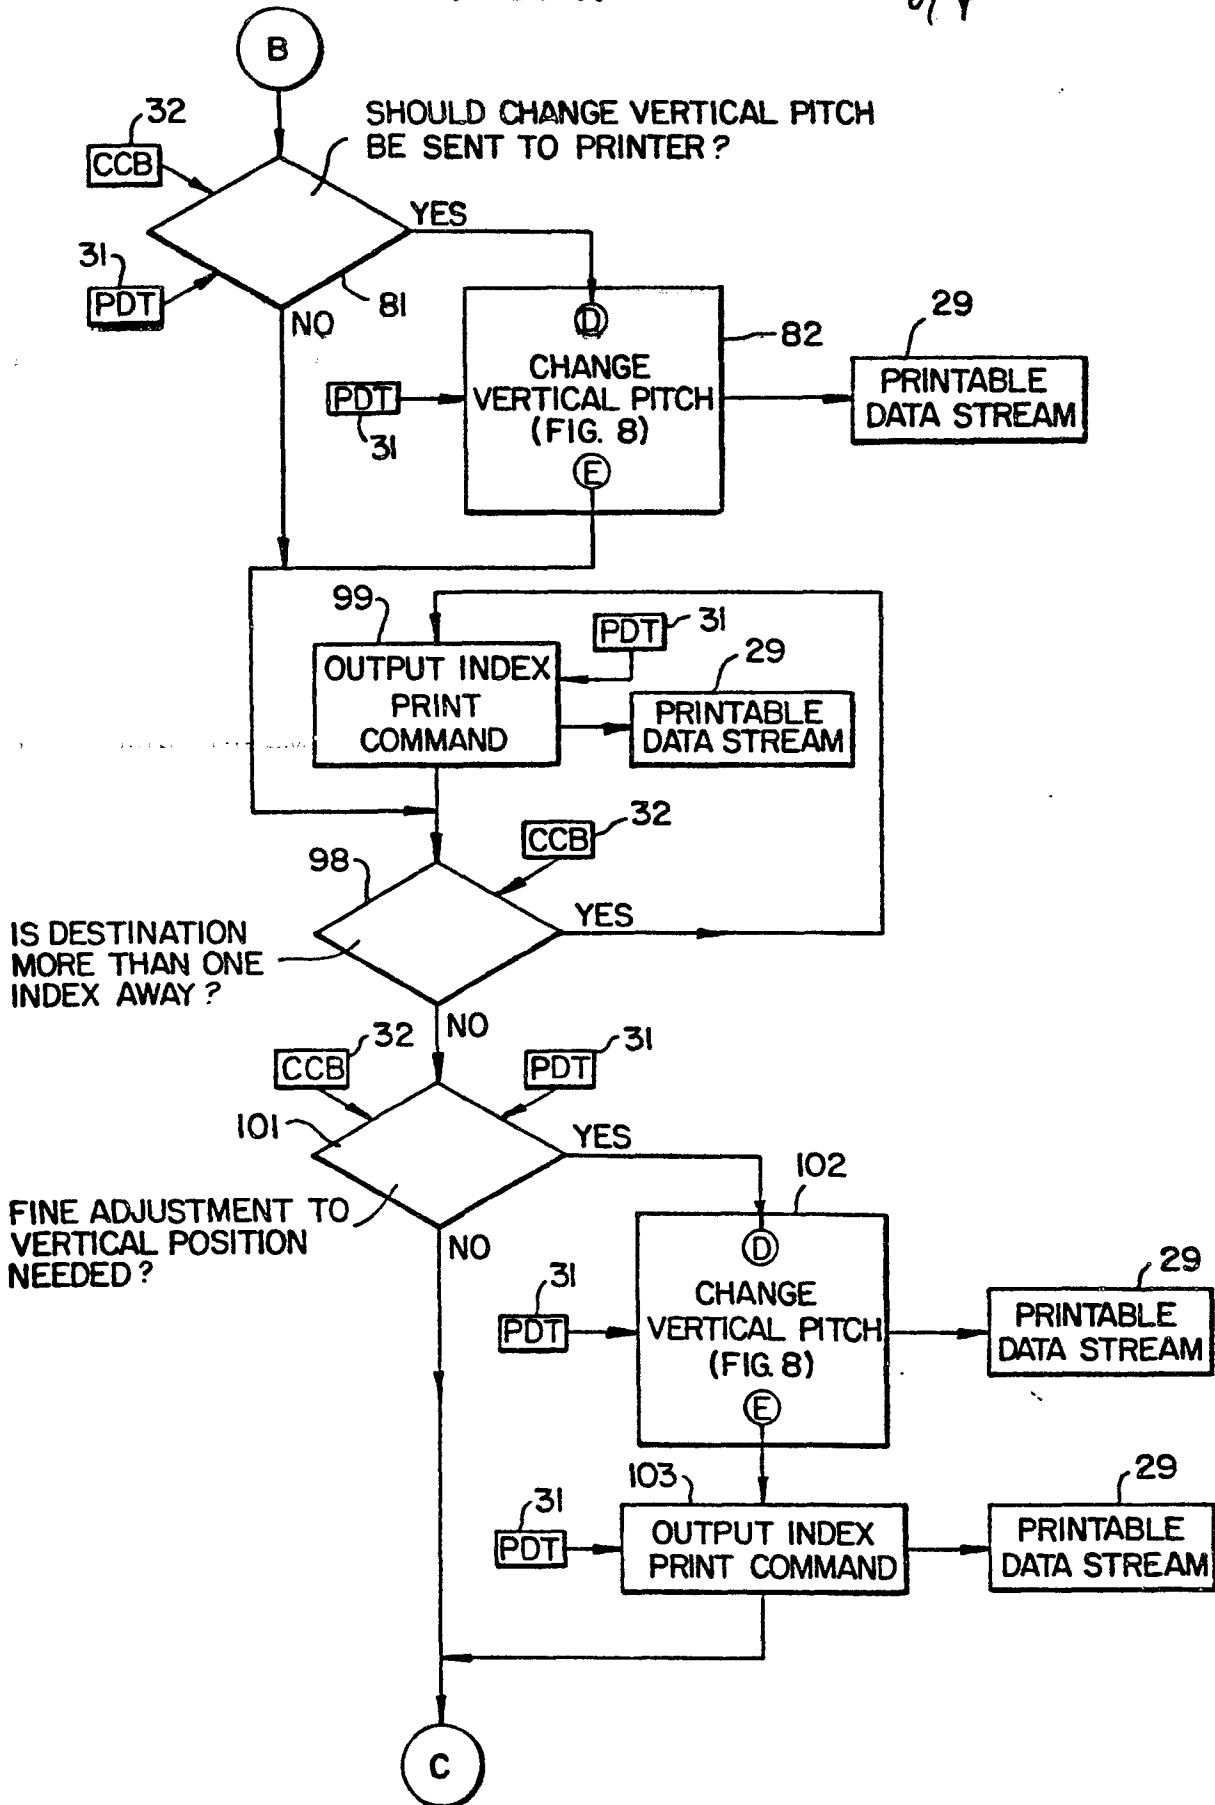 B
32
SHOULD CHANGE VERTICAL PITCH
BE SENT TO PRINTER?
CCB
YES
31
PDT
81
NO
D
82
29
CHANGE
VERTICAL PITCH
(FIG. 8)
PDT
31
PRINTABLE
DATA STREAM
E
99
PDT
31
OUTPUT INDEX
PRINT
COMMAND
29
PRINTABLE
DATA STREAM
CCB
32
98
YES
IS DESTINATION
MORE THAN ONE
INDEX AWAY?
NO
32
CCB
31
PDT
101
YES
102
FINE ADJUSTMENT TO
VERTICAL POSITION
NEEDED?
NO
D
31
PDT
CHANGE
VERTICAL PITCH
(FIG. 8)
29
PRINTABLE
DATA STREAM
E
103
31
PDT
OUTPUT INDEX
PRINT COMMAND
29
PRINTABLE
DATA STREAM
C